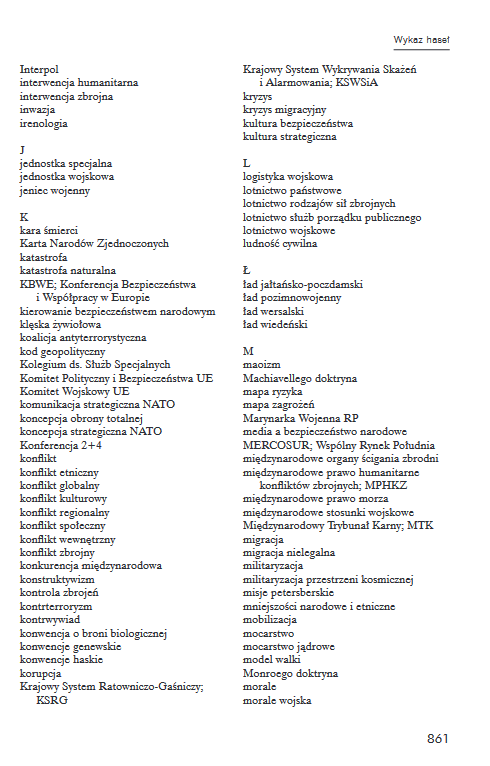 Wykaz haseł
Interpol
interwencja humanitarna
interwencja zbrojna
inwazja
irenologia
J
jednostka specjalna
jednostka wojskowa
jeniec wojenny
K
kara śmierci
Karta Narodów Zjednoczonych
katastrofa
katastrofa naturalna
KBWE; Konferencja Bezpieczeństwa
i Współpracy w Europie
kierowanie bezpieczeństwem narodowym
klęska żywiołowa
koalicja antyterrorystyczna
kod geopolityczny
Kolegium ds. Służb Specjalnych
Komitet Polityczny i Bezpieczeństwa UE
Komitet Wojskowy UE
komunikacja strategiczna NATO
koncepcja obrony totalnej
koncepcja strategiczna NATO
Konferencja 2+4
konflikt
konflikt etniczny
konflikt globalny
konflikt kulturowy
konflikt regionalny
konflikt społeczny
konflikt wewnętrzny
konflikt zbrojny
konkurencja międzynarodowa
konstruktywizm
kontrola zbrojeń
kontrterroryzm
kontrwywiad
konwencja o broni biologicznej
konwencje genewskie
konwencje haskie
korupcja
Krajowy System Ratowniczo-Gaśniczy;
KSRG
Krajowy System Wykrywania Skażeń
i Alarmowania; KSWSiA
kryzys
kryzys migracyjny
kultura bezpieczeństwa
kultura strategiczna
L
logistyka wojskowa
lotnictwo państwowe
lotnictwo rodzajów sił zbrojnych
lotnictwo służb porządku publicznego
lotnictwo wojskowe
ludność cywilna
Ł
ład jałtańsko-poczdamski
ład pozimnowojenny
ład wersalski
ład wiedeński
M
maoizm
Machiavellego doktryna
mapa ryzyka
mapa zagrożeń
Marynarka Wojenna RP
media a bezpieczeństwo narodowe
MERCOSUR; Wspólny Rynek Południa
międzynarodowe organy ścigania zbrodni
międzynarodowe prawo humanitarne
konfliktów zbrojnych; MPHKZ
międzynarodowe prawo morza
międzynarodowe stosunki wojskowe
Międzynarodowy Trybunał Karny; MTK
migracja
migracja nielegalna
militaryzacja
militaryzacja przestrzeni kosmicznej
misje petersberskie
mniejszości narodowe i etniczne
mobilizacja
mocarstwo
mocarstwo jądrowe
model walki
Monroego doktryna
morale
morale wojska
861